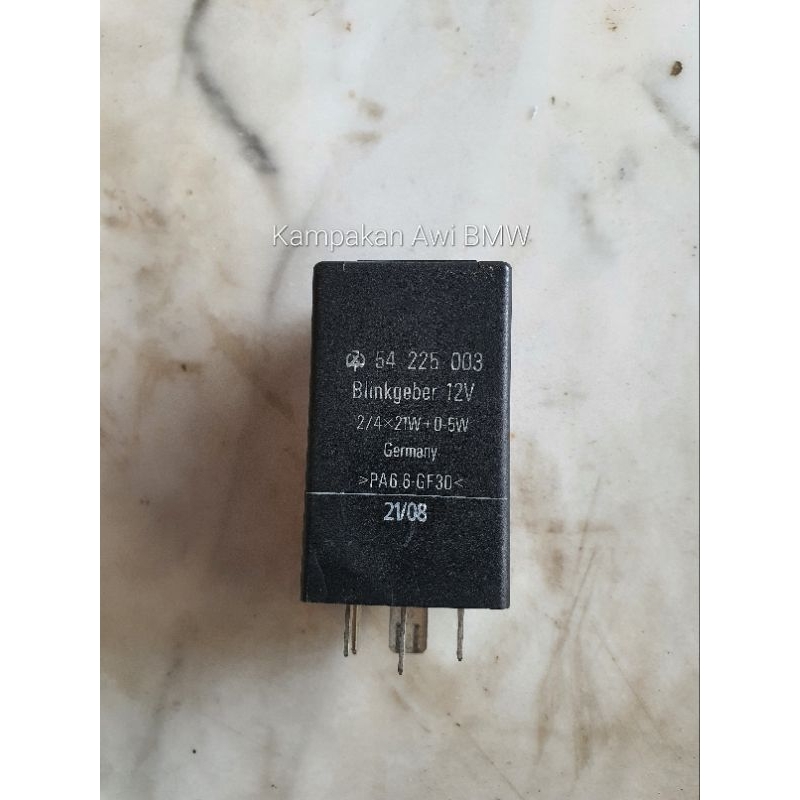 Kampakan Awi BMW
54 225 003
Blinkgeber 12V
2/4×21W+0-5W
Germany
>PA6.6-GF30<
21/08